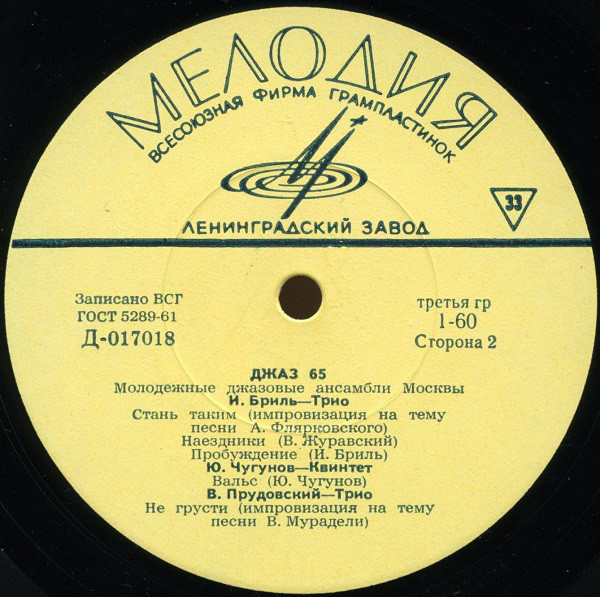 МЕЛОДИЯ
ВСЕСОЮЗНАЯ ФИРМА ГРАМПЛАСТИНОК
ЛЕНИНГРАДСКИЙ ЗАВОД
33
Записано ВСГ
ГОСТ 5289-61
Д-017018
третья гр
1-60
Сторона 2
ДЖАЗ 65
Молодежные джазовые ансамбли Москвы
И. Бриль—Трио
Стань таким (импровизация на тему
песни А. Флярковского)
Наездники (В. Журавский)
Пробуждение (И. Бриль)
Ю. Чугунов—Квинтет
Вальс (Ю. Чугунов)
В. Прудовский—Трио
Не грусти (импровизация на тему
песни В. Мурадели)